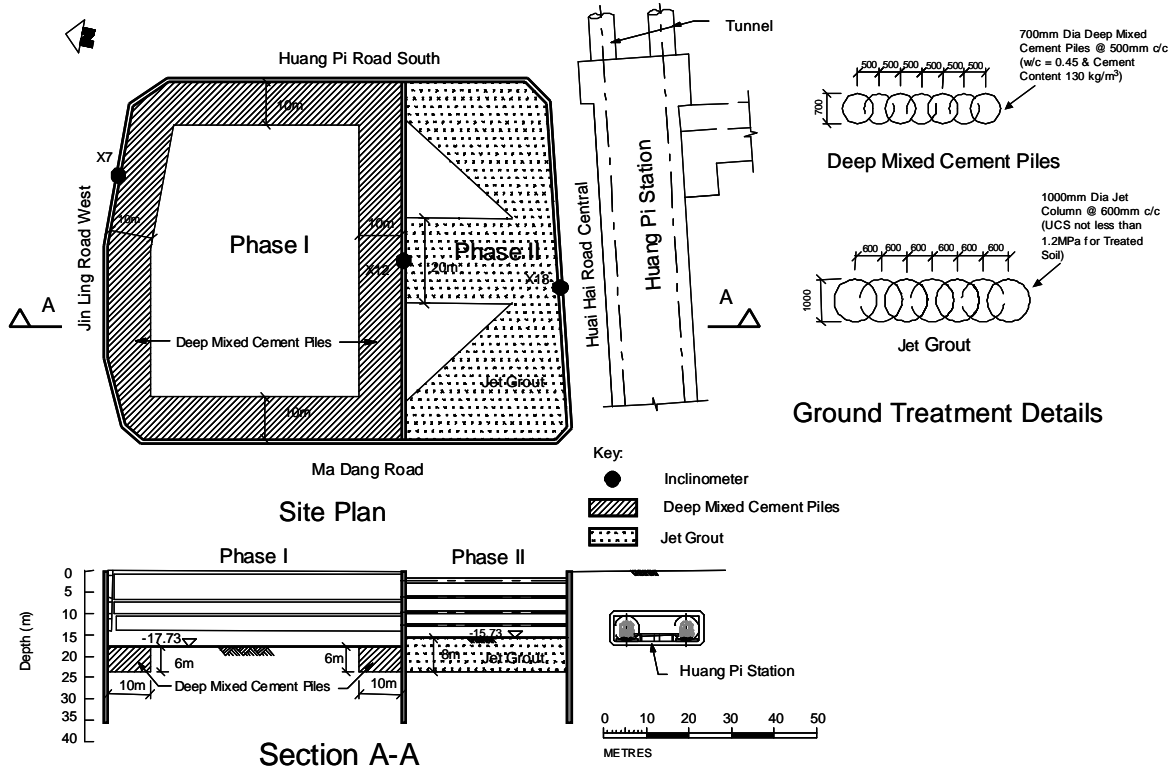 N
Huang Pi Road South
10m
X7
Jin Ling Road West
10m
Phase I
10m
X12
20m
Phase II
X18
A
Deep Mixed Cement Piles
Jet Grout
10m
Ma Dang Road
Site Plan
Tunnel
Huang Pi Station
Huai Hai Road Central
A
700mm Dia Deep Mixed
Cement Piles @ 500mm c/c
(w/c = 0.45 & Cement
Content 130 kg/m³)
500 500 500 500 500 500
700
Deep Mixed Cement Piles
1000mm Dia Jet
Column @ 600mm c/c
(UCS not less than
1.2MPa for Treated
Soil)
600 600 600 600 600 600
1000
Jet Grout
Ground Treatment Details
Key:
Inclinometer
Deep Mixed Cement Piles
Jet Grout
Phase I
Phase II
Depth (m)
0
5
10
15
20
25
30
35
40
-17.73
6m
6m
Deep Mixed Cement Piles
10m
10m
-15.73
8m
Jet Grout
Huang Pi Station
0 10 20 30 40 50
METRES
Section A-A